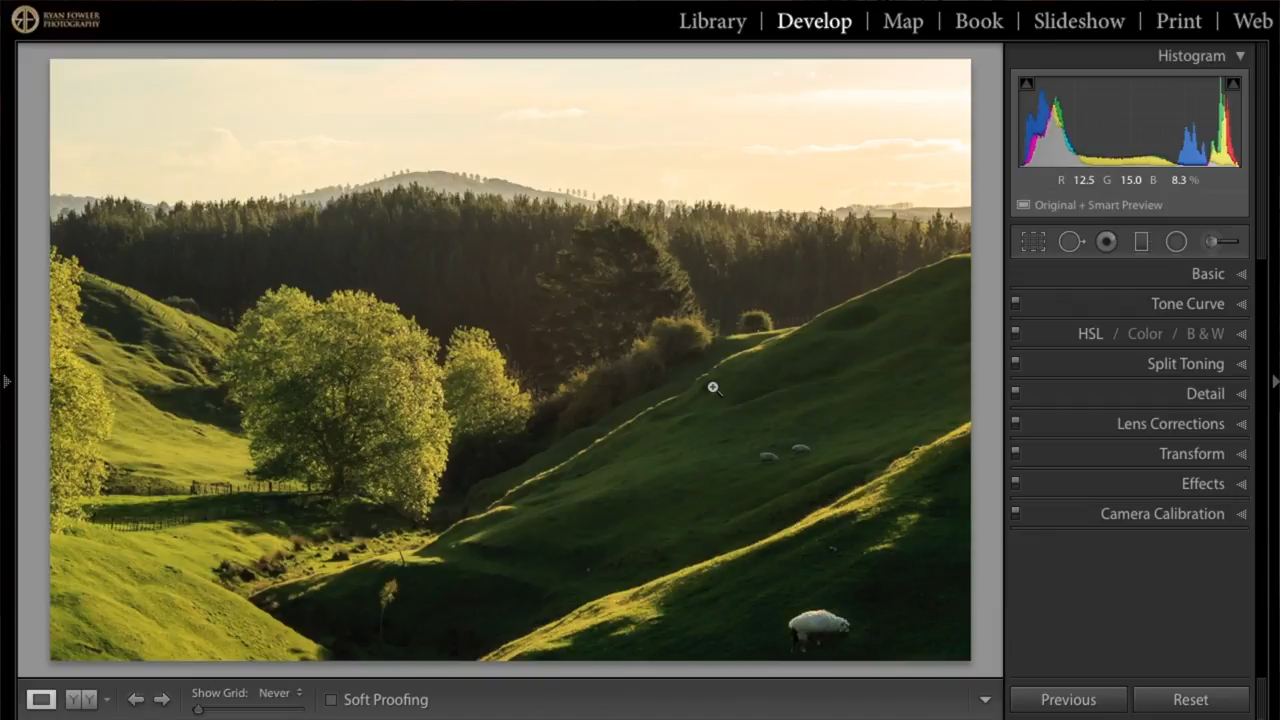 RYAN FOWLER
PHOTOGRAPHY
Library | Develop | Map | Book | Slideshow | Print | Web
Histogram
R 12.5 G 15.0 B 8.3 %
Original + Smart Preview
Basic
Tone Curve
HSL / Color / B & W
Split Toning
Detail
Lens Corrections
Transform
Effects
Camera Calibration
Y Y
Show Grid: Never
Soft Proofing
Previous
Reset